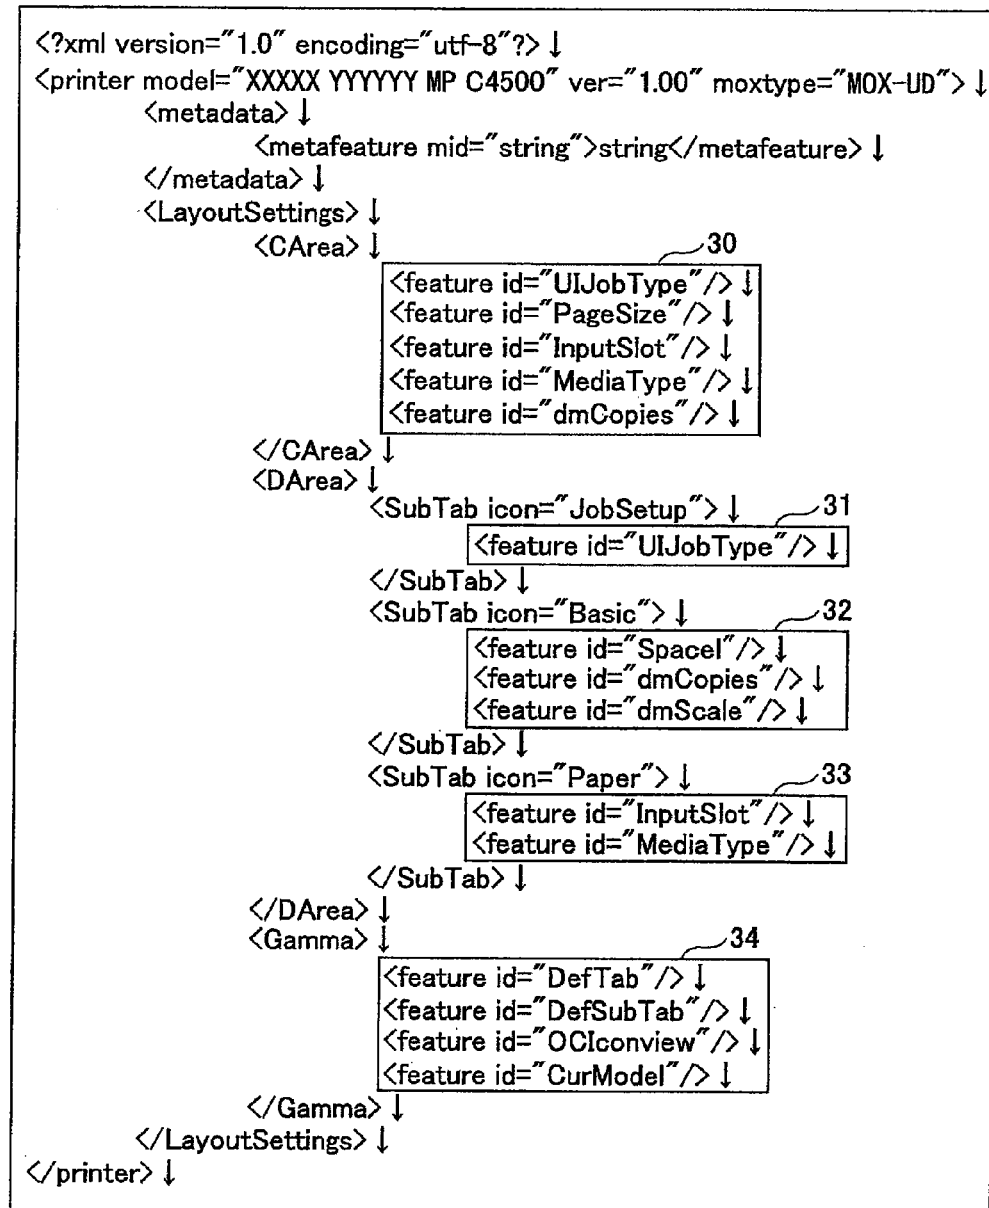 <?xml version="1.0" encoding="utf-8"?>↓
<printer model="XXXXX YYYYYY MP C4500" ver="1.00" moxtype="MOX-UD">↓
<metadata>↓
<metafeature mid="string">string</metafeature>↓
</metadata>↓
<LayoutSettings>↓
<CArea>↓
30
<feature id="UIJobType"/>↓
<feature id="PageSize"/>↓
<feature id="InputSlot"/>↓
<feature id="MediaType"/>↓
<feature id="dmCopies"/>↓
</CArea>↓
<DArea>↓
<SubTab icon="JobSetup">↓ 31
<feature id="UIJobType"/>↓
</SubTab>↓
<SubTab icon="Basic">↓ 32
<feature id="Spacel"/>↓
<feature id="dmCopies"/>↓
<feature id="dmScale"/>↓
</SubTab>↓
<SubTab icon="Paper">↓ 33
<feature id="InputSlot"/>↓
<feature id="MediaType"/>↓
</SubTab>↓
</DArea>↓
<Gamma>↓ 34
<feature id="DefTab"/>↓
<feature id="DefSubTab"/>↓
<feature id="OCIconview"/>↓
<feature id="CurModel"/>↓
</Gamma>↓
</LayoutSettings>↓
</printer>↓